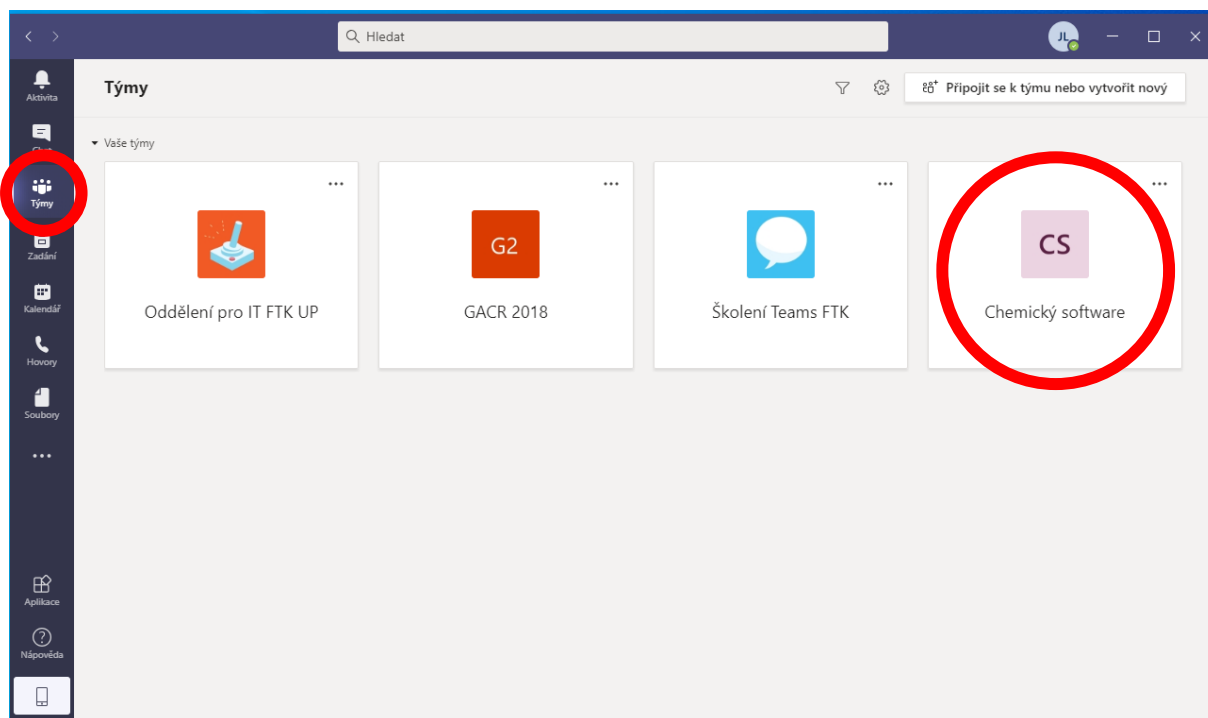 Hledat
JL
Aktivita
Týmy
Připojit se k týmu nebo vytvořit nový
Vaše týmy
Týmy
Zadání
Kalendář
Hovory
Soubory
G2
CS
Oddělení pro IT FTK UP
GACR 2018
Školení Teams FTK
Chemický software
Aplikace
Nápověda